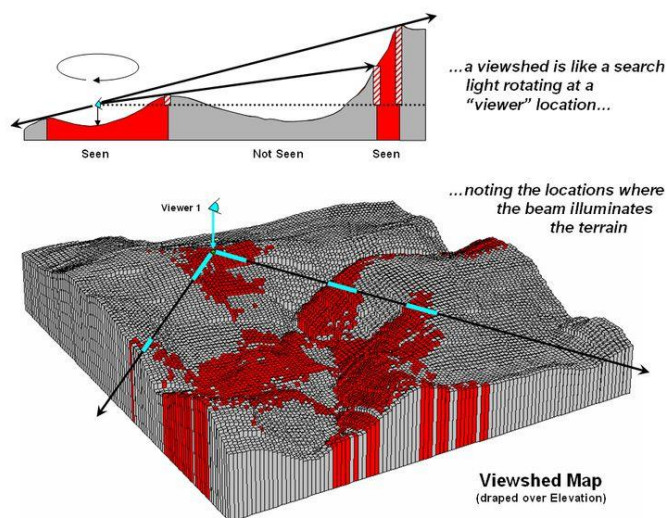 ...a viewshed is like a search
light rotating at a
“viewer” location...
Seen
Not Seen
Seen
...noting the locations where
the beam illuminates
the terrain
Viewer 1
Viewshed Map
(draped over Elevation)